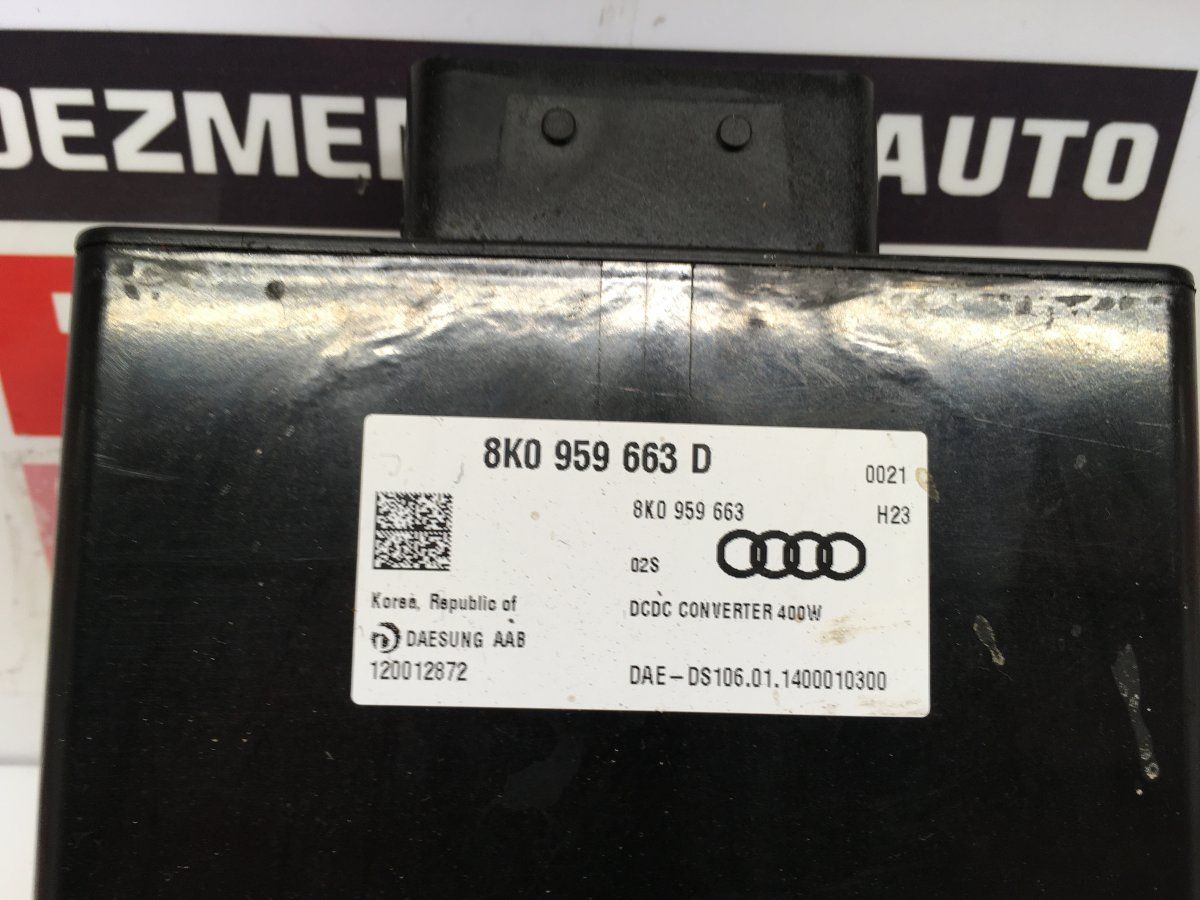 DEZMEM AUTO
8K0 959 663 D
0021
8K0 959 663
H23
02S
Korea, Republic of
DCDC CONVERTER 400W
DAESUNG AAB
120012872
DAE-DS106.01.1400010300